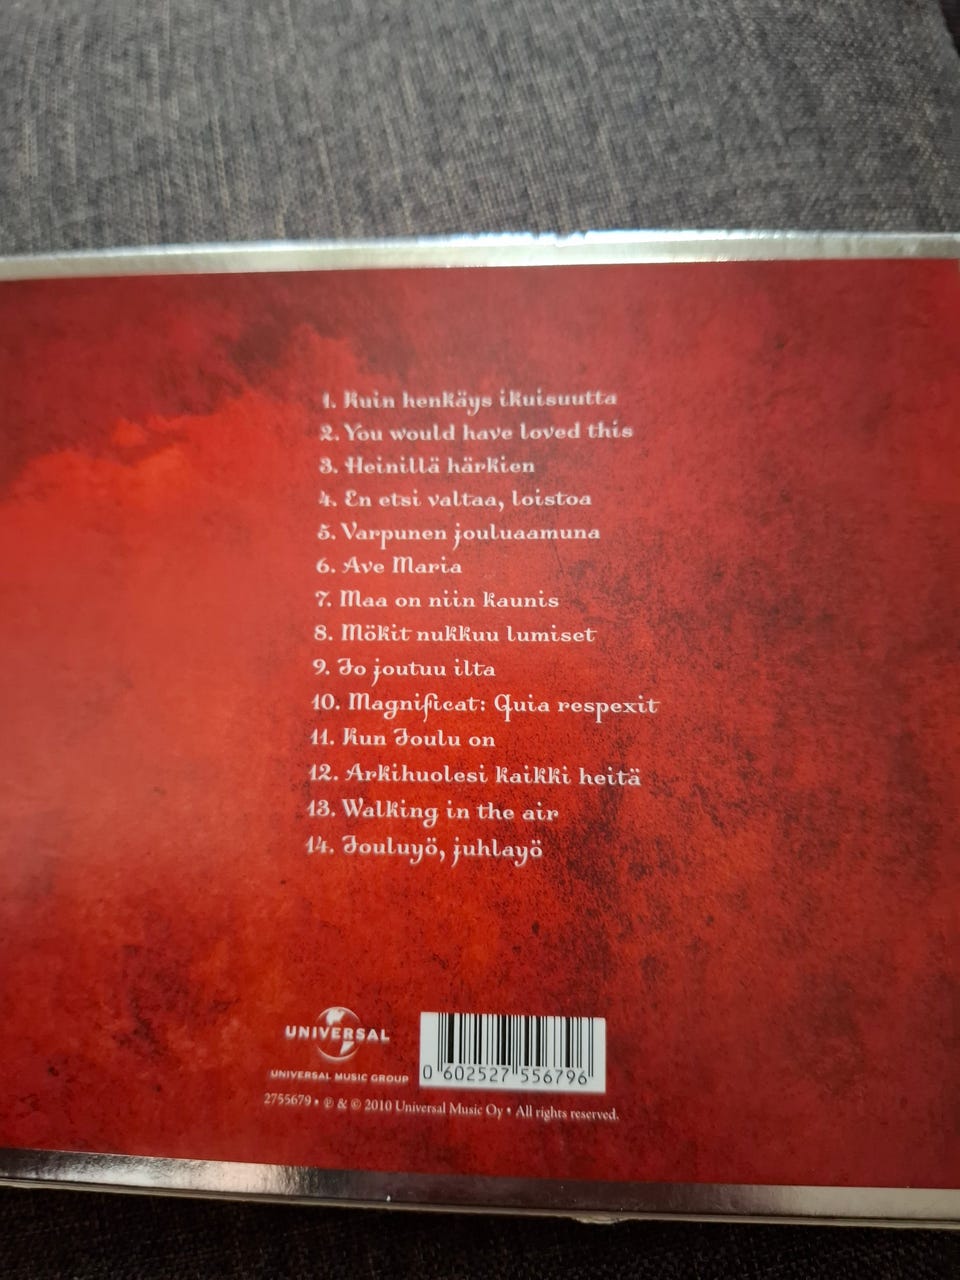 1. Kuin henkäys ikuisuutta
2. You would have loved this
3. Heinillä härkien
4. En etsi valtaa, loistoa
5. Varpunen jouluaamuna
6. Ave Maria
7. Maa on niin kaunis
8. Mökit nukkuu lumiset
9. Jo joutuu ilta
10. Magnificat: Quia respexit
11. Kun Joulu on
12. Arkihuolesi kaikki heitä
13. Walking in the air
14. Jouluyö, juhlayö
UNIVERSAL
UNIVERSAL MUSIC GROUP
0 602527 556796
2755679 • ℗ & © 2010 Universal Music Oy • All rights reserved.